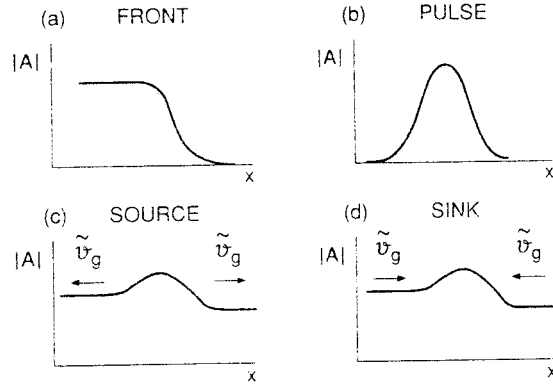 (a) FRONT
|A|
x
(b) PULSE
|A|
x
(c) SOURCE
ṽg ṽg
|A|
x
(d) SINK
ṽg ṽg
|A|
x